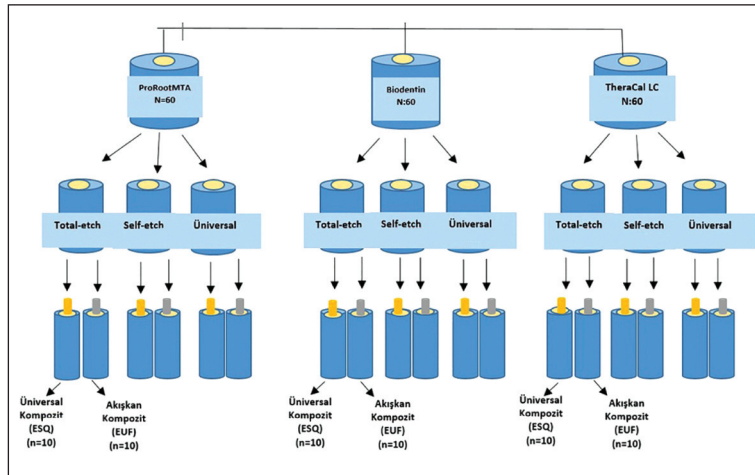 ProRootMTA
N=60
Biodentin
N:60
TheraCal LC
N:60
Total-etch
Self-etch
Üniversal
Total-etch
Self-etch
Üniversal
Total-etch
Self-etch
Üniversal
Üniversal
Kompozit
(ESQ)
(n=10)
Akışkan
Kompozit
(EUF)
(n=10)
Üniversal
Kompozit
(ESQ)
(n=10)
Akışkan
Kompozit
(EUF)
(n=10)
Üniversal
Kompozit
(ESQ)
(n=10)
Akışkan
Kompozit
(EUF)
(n=10)